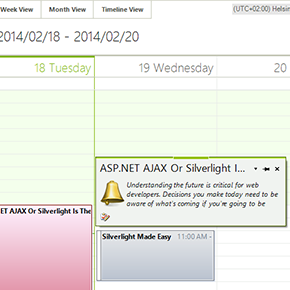 Week View Month View Timeline View
(UTC+02:00) Helsin
2014/02/18 - 2014/02/20
18 Tuesday 19 Wednesday 20
ASP.NET AJAX Or Silverlight I...
Understanding the future is critical for web
developers. Decisions you make today need to be
aware of what's coming if you're going to be
ET AJAX Or Silverlight Is The
Silverlight Made Easy 11:00 AM -